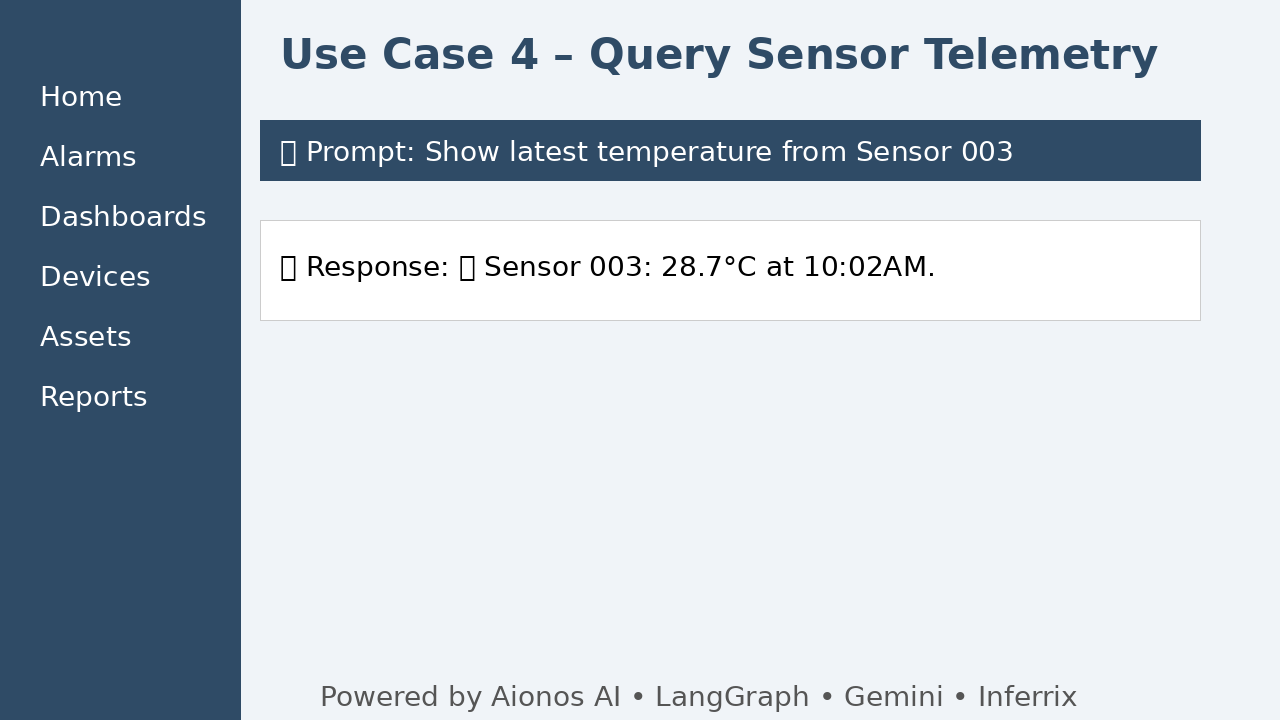 Use Case 4 – Query Sensor Telemetry
Home
Alarms
Dashboards
Devices
Assets
Reports
Prompt: Show latest temperature from Sensor 003
Response: Sensor 003: 28.7°C at 10:02AM.
Powered by Aionos AI • LangGraph • Gemini • Inferrix